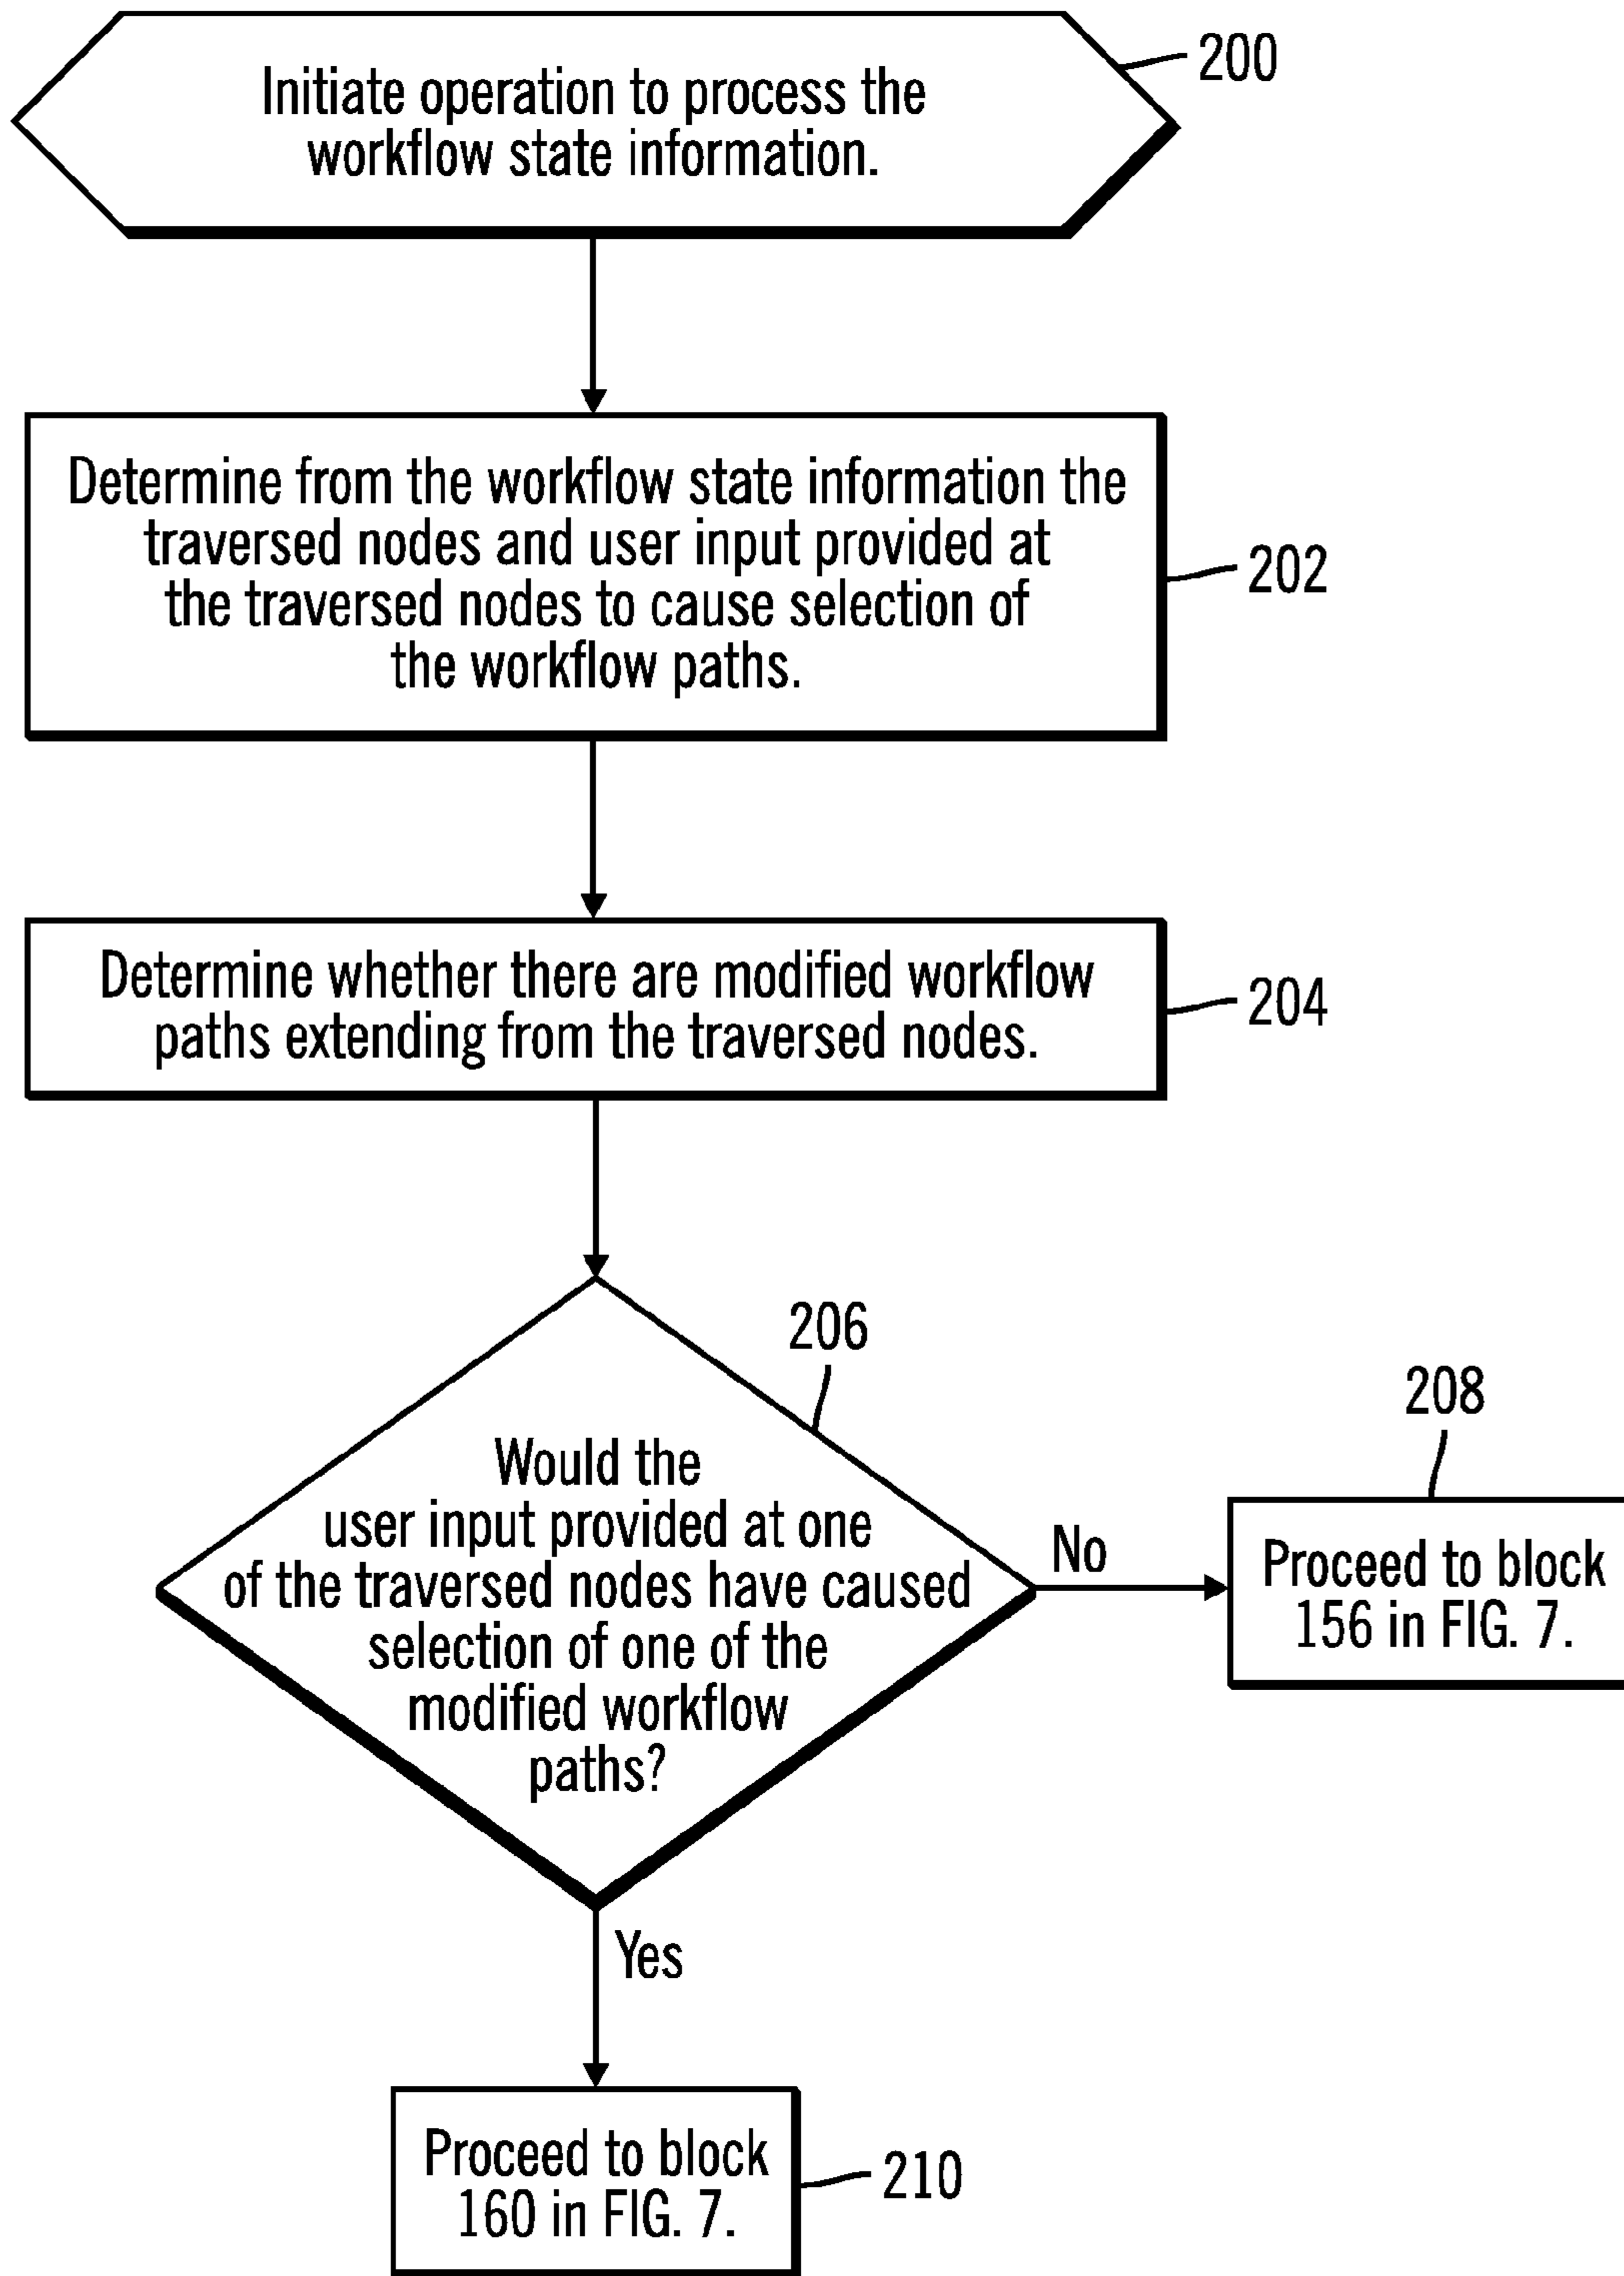 Initiate operation to process the
workflow state information.
200
Determine from the workflow state information the
traversed nodes and user input provided at
the traversed nodes to cause selection of
the workflow paths.
202
Determine whether there are modified workflow
paths extending from the traversed nodes.
204
206
Would the
user input provided at one
of the traversed nodes have caused
selection of one of the
modified workflow
paths?
No
208
Proceed to block
156 in FIG. 7.
Yes
Proceed to block
160 in FIG. 7.
210